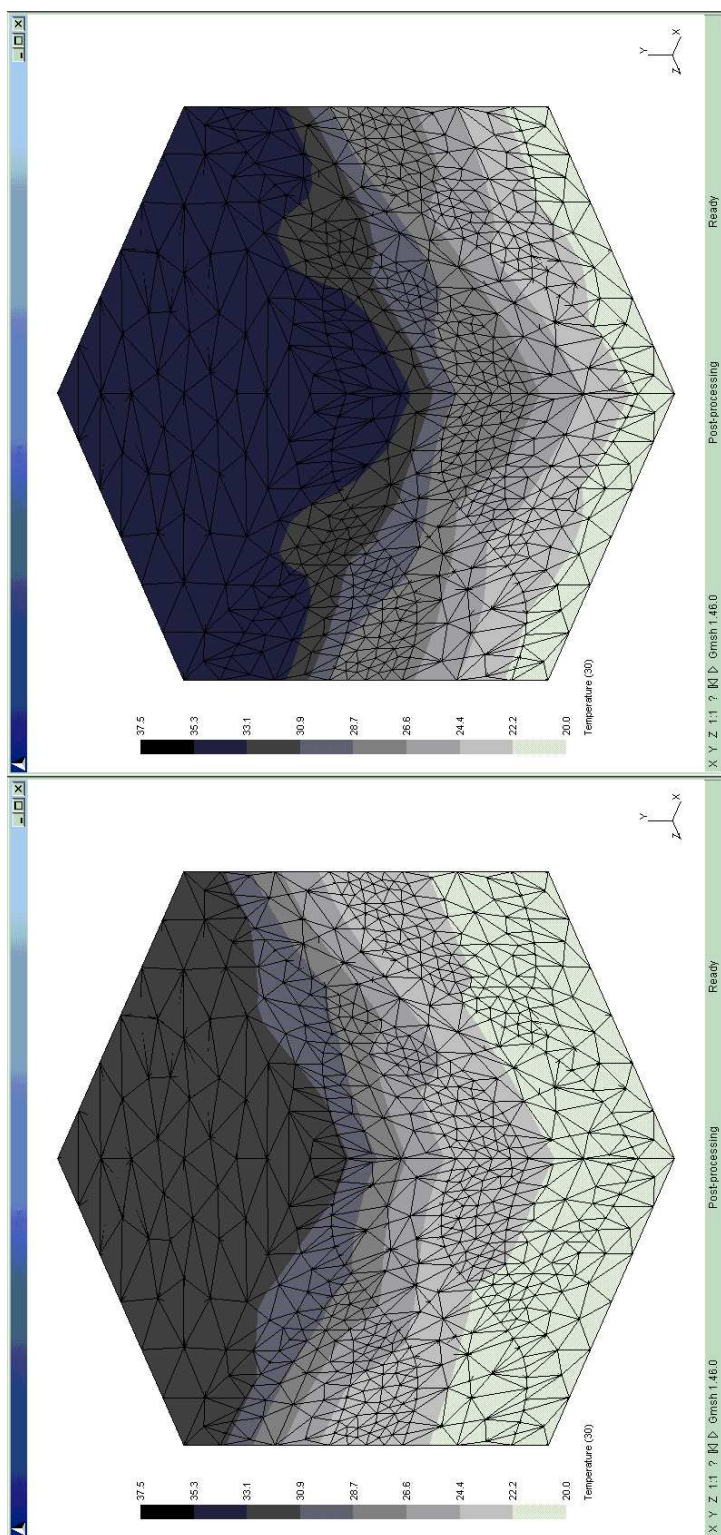 37.5
35.3
33.1
30.9
28.7
26.6
24.4
22.2
20.0
Temperature (30)
Y
Z
X
X Y Z 1:1 ? Gmsh 1.46.0
Post-processing
Ready
37.5
35.3
33.1
30.9
28.7
26.6
24.4
22.2
20.0
Temperature (30)
Y
Z
X
X Y Z 1:1 ? Gmsh 1.46.0
Post-processing
Ready